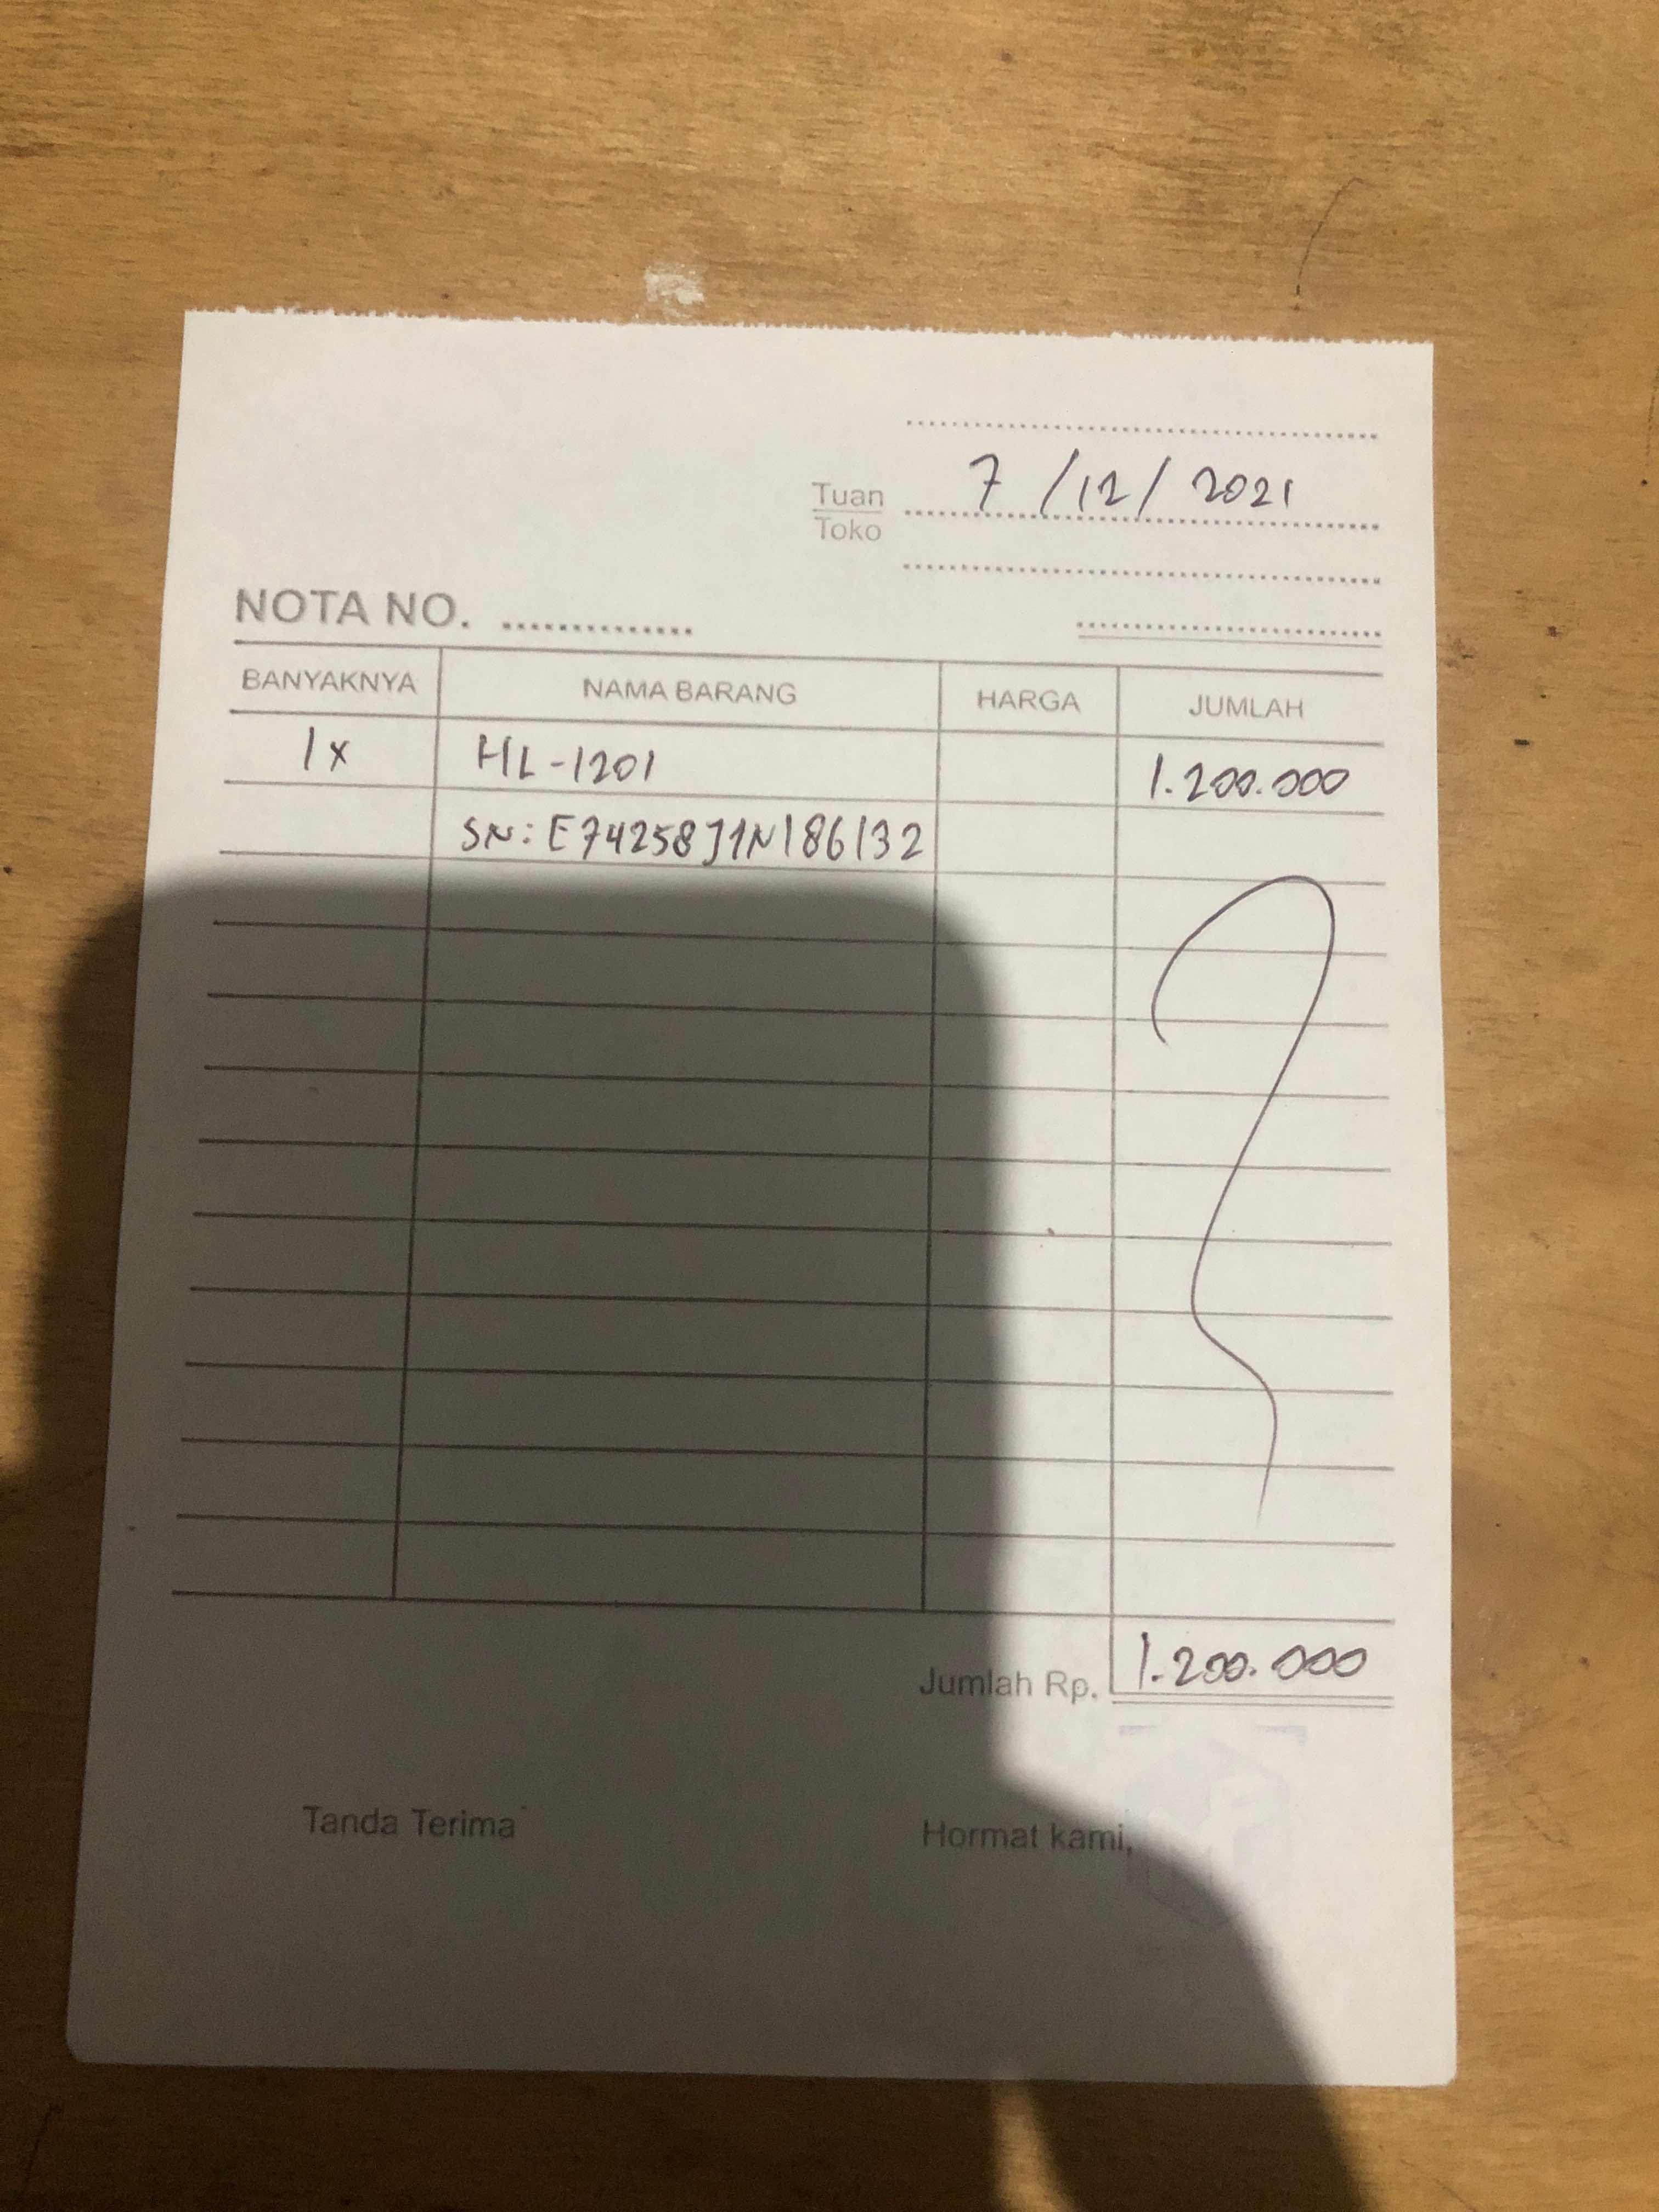 7/12/2021
Tuan
Toko
NOTA NO. ..............
BANYAKNYA NAMA BARANG HARGA JUMLAH
1x HL-1201 1.200.000
SN: E74258J1N186132
Jumlah Rp. 1.200.000
Tanda Terima Hormat kami,